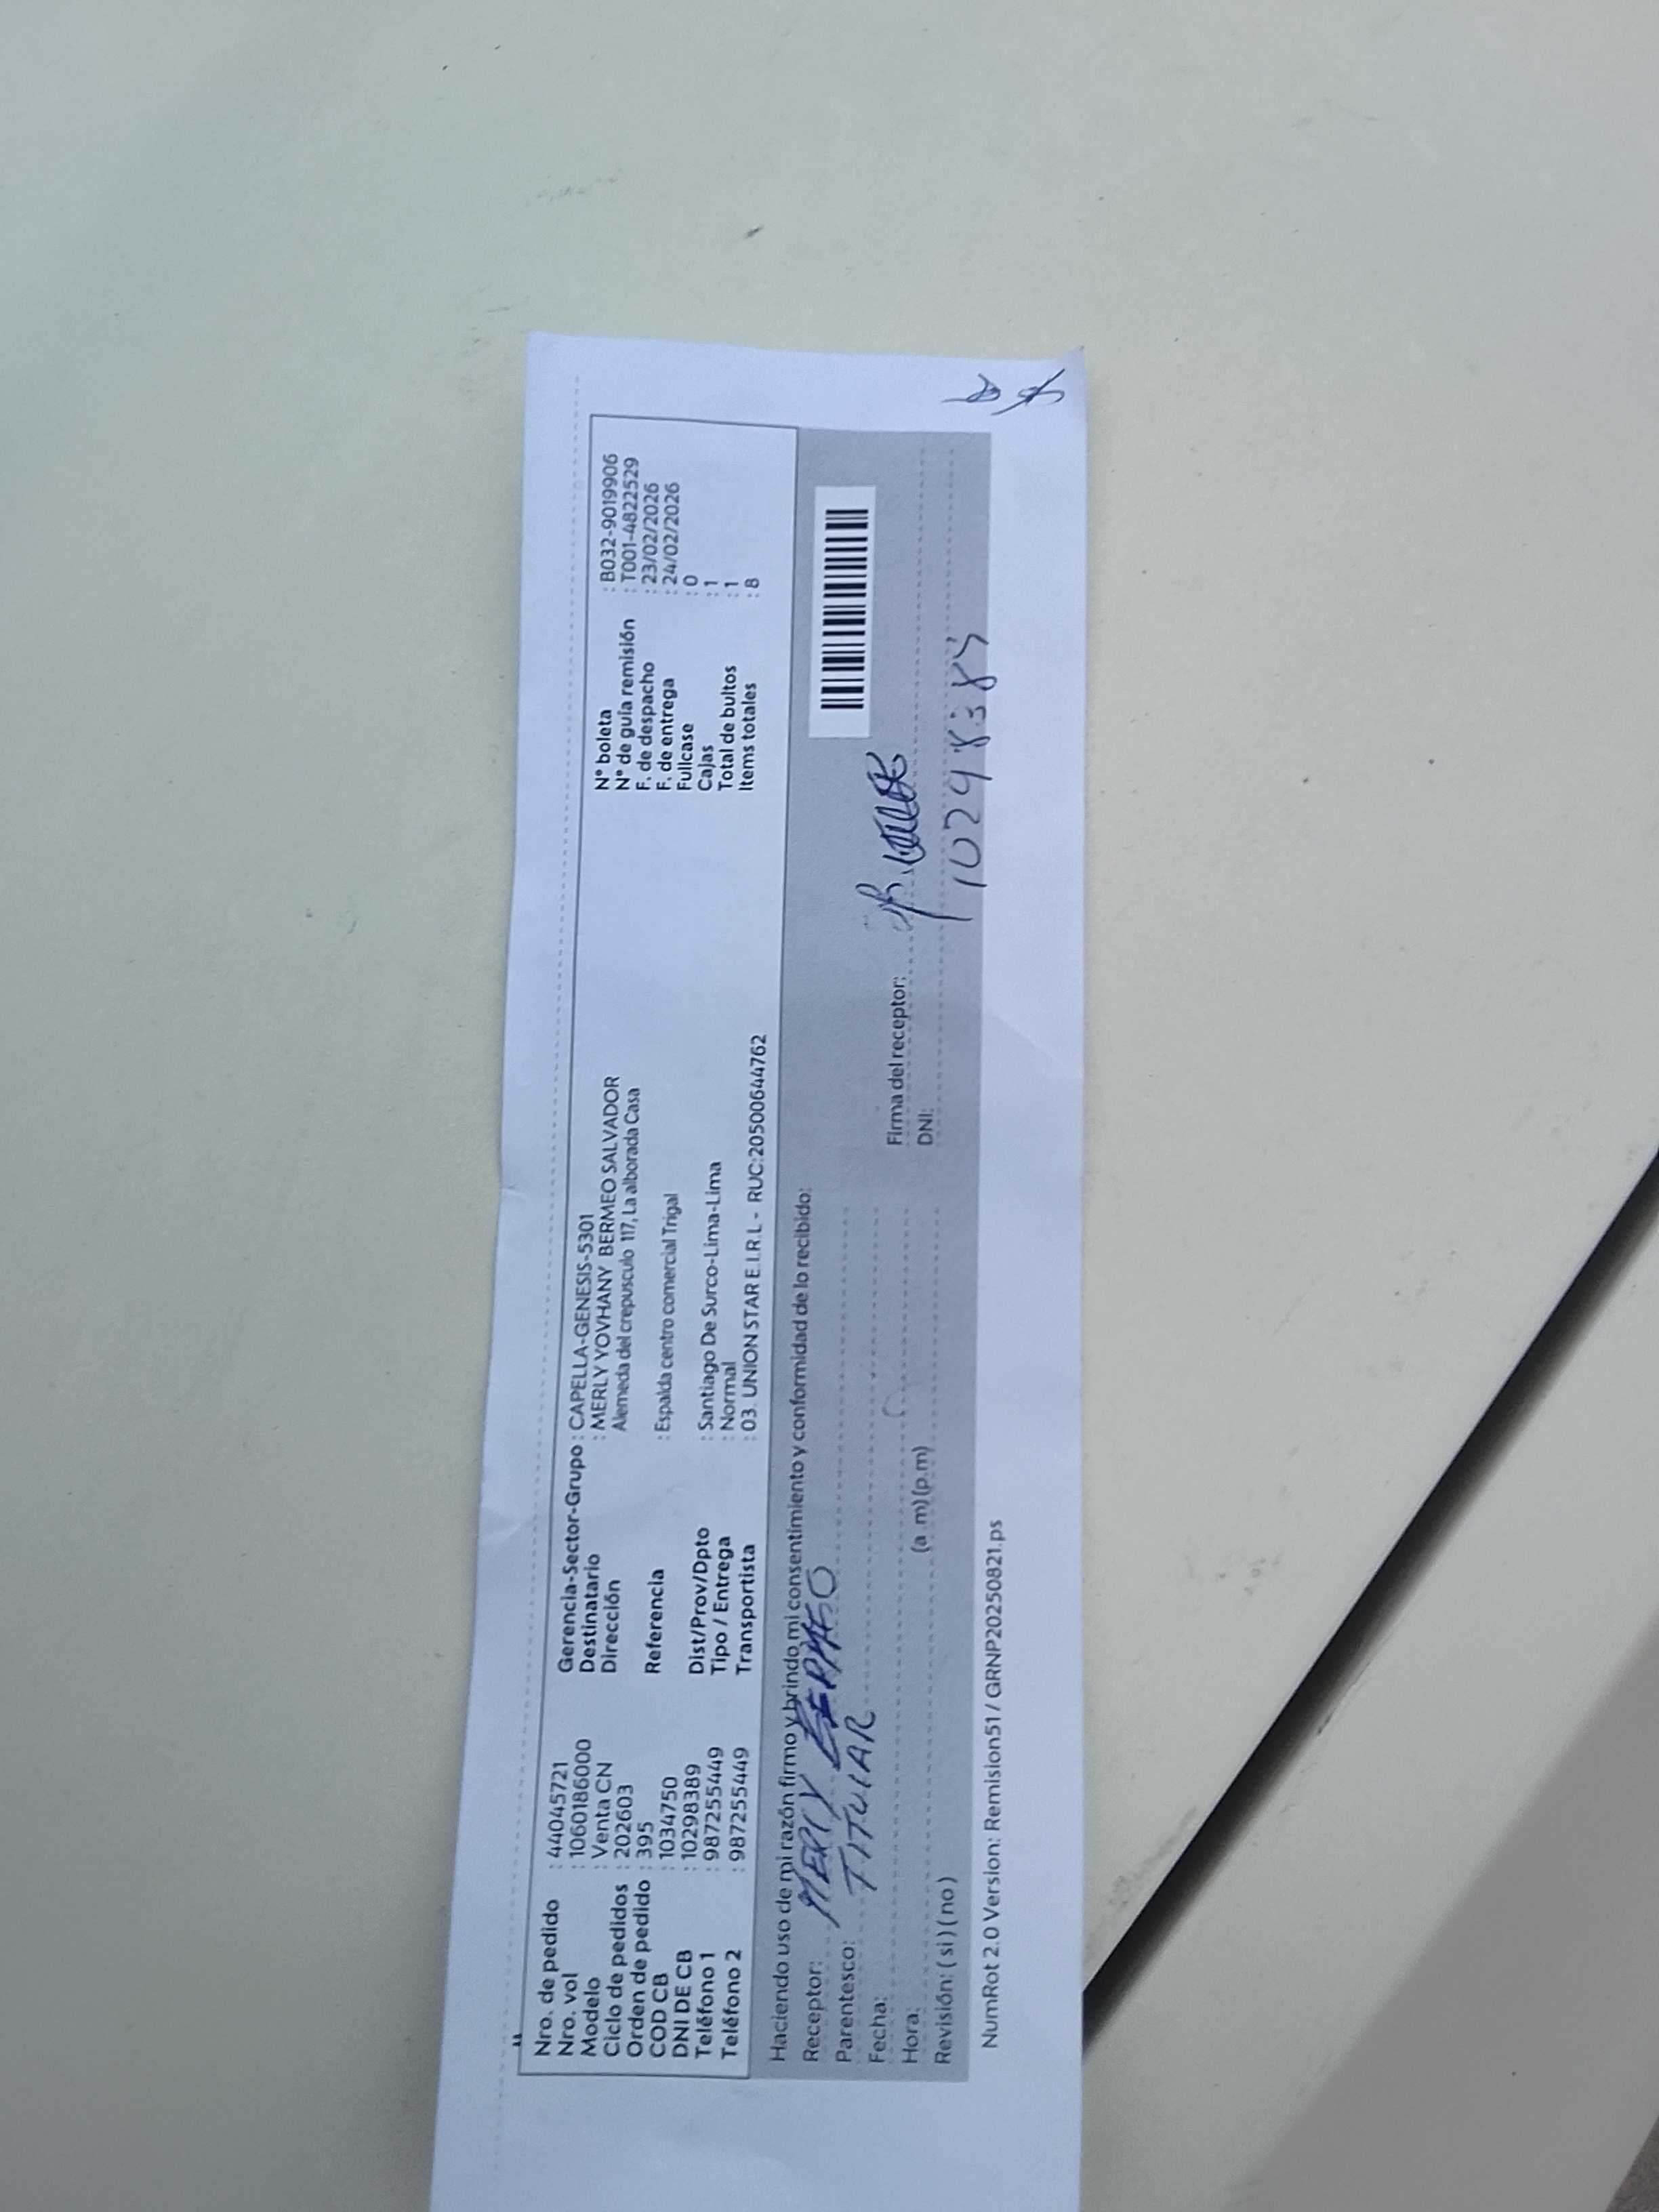 Nro. de pedido : 44045721
Nro. vol : 1060186000
Modelo : Venta CN
Ciclo de pedidos : 202603
Orden de pedido : 395
COD CB : 1034750
DNI DE CB : 10298389
Teléfono 1 : 987255449
Teléfono 2 : 987255449
Gerencia-Sector-Grupo : CAPELLA-GENESIS-5301
Destinatario : MERLY YOVHANY BERMEO SALVADOR
Dirección Alemeda del crepusculo 117, La alborada Casa
Referencia : Espalda centro comercial Trigal
Dist/Prov/Dpto : Santiago De Surco-Lima-Lima
Tipo / Entrega : Normal
Transportista : 03. UNION STAR E.I.R.L - RUC:20500644762
N° boleta : B032-9019906
N° de guía remisión : T001-4822529
F. de despacho : 23/02/2026
F. de entrega : 24/02/2026
Fullcase : 0
Cajas : 1
Total de bultos : 1
Items totales : 8
Haciendo uso de mi razón firmo y brindo mi consentimiento y conformidad de lo recibido:
Receptor: MERLY BERMEO
Parentesco: TITULAR
Fecha:
Hora: (a.m)(p.m)
Revisión: (si)(no)
Firma del receptor:
DNI: 10298389
NumRot 2.0 Version: Remision51 / GRNP20250821.ps